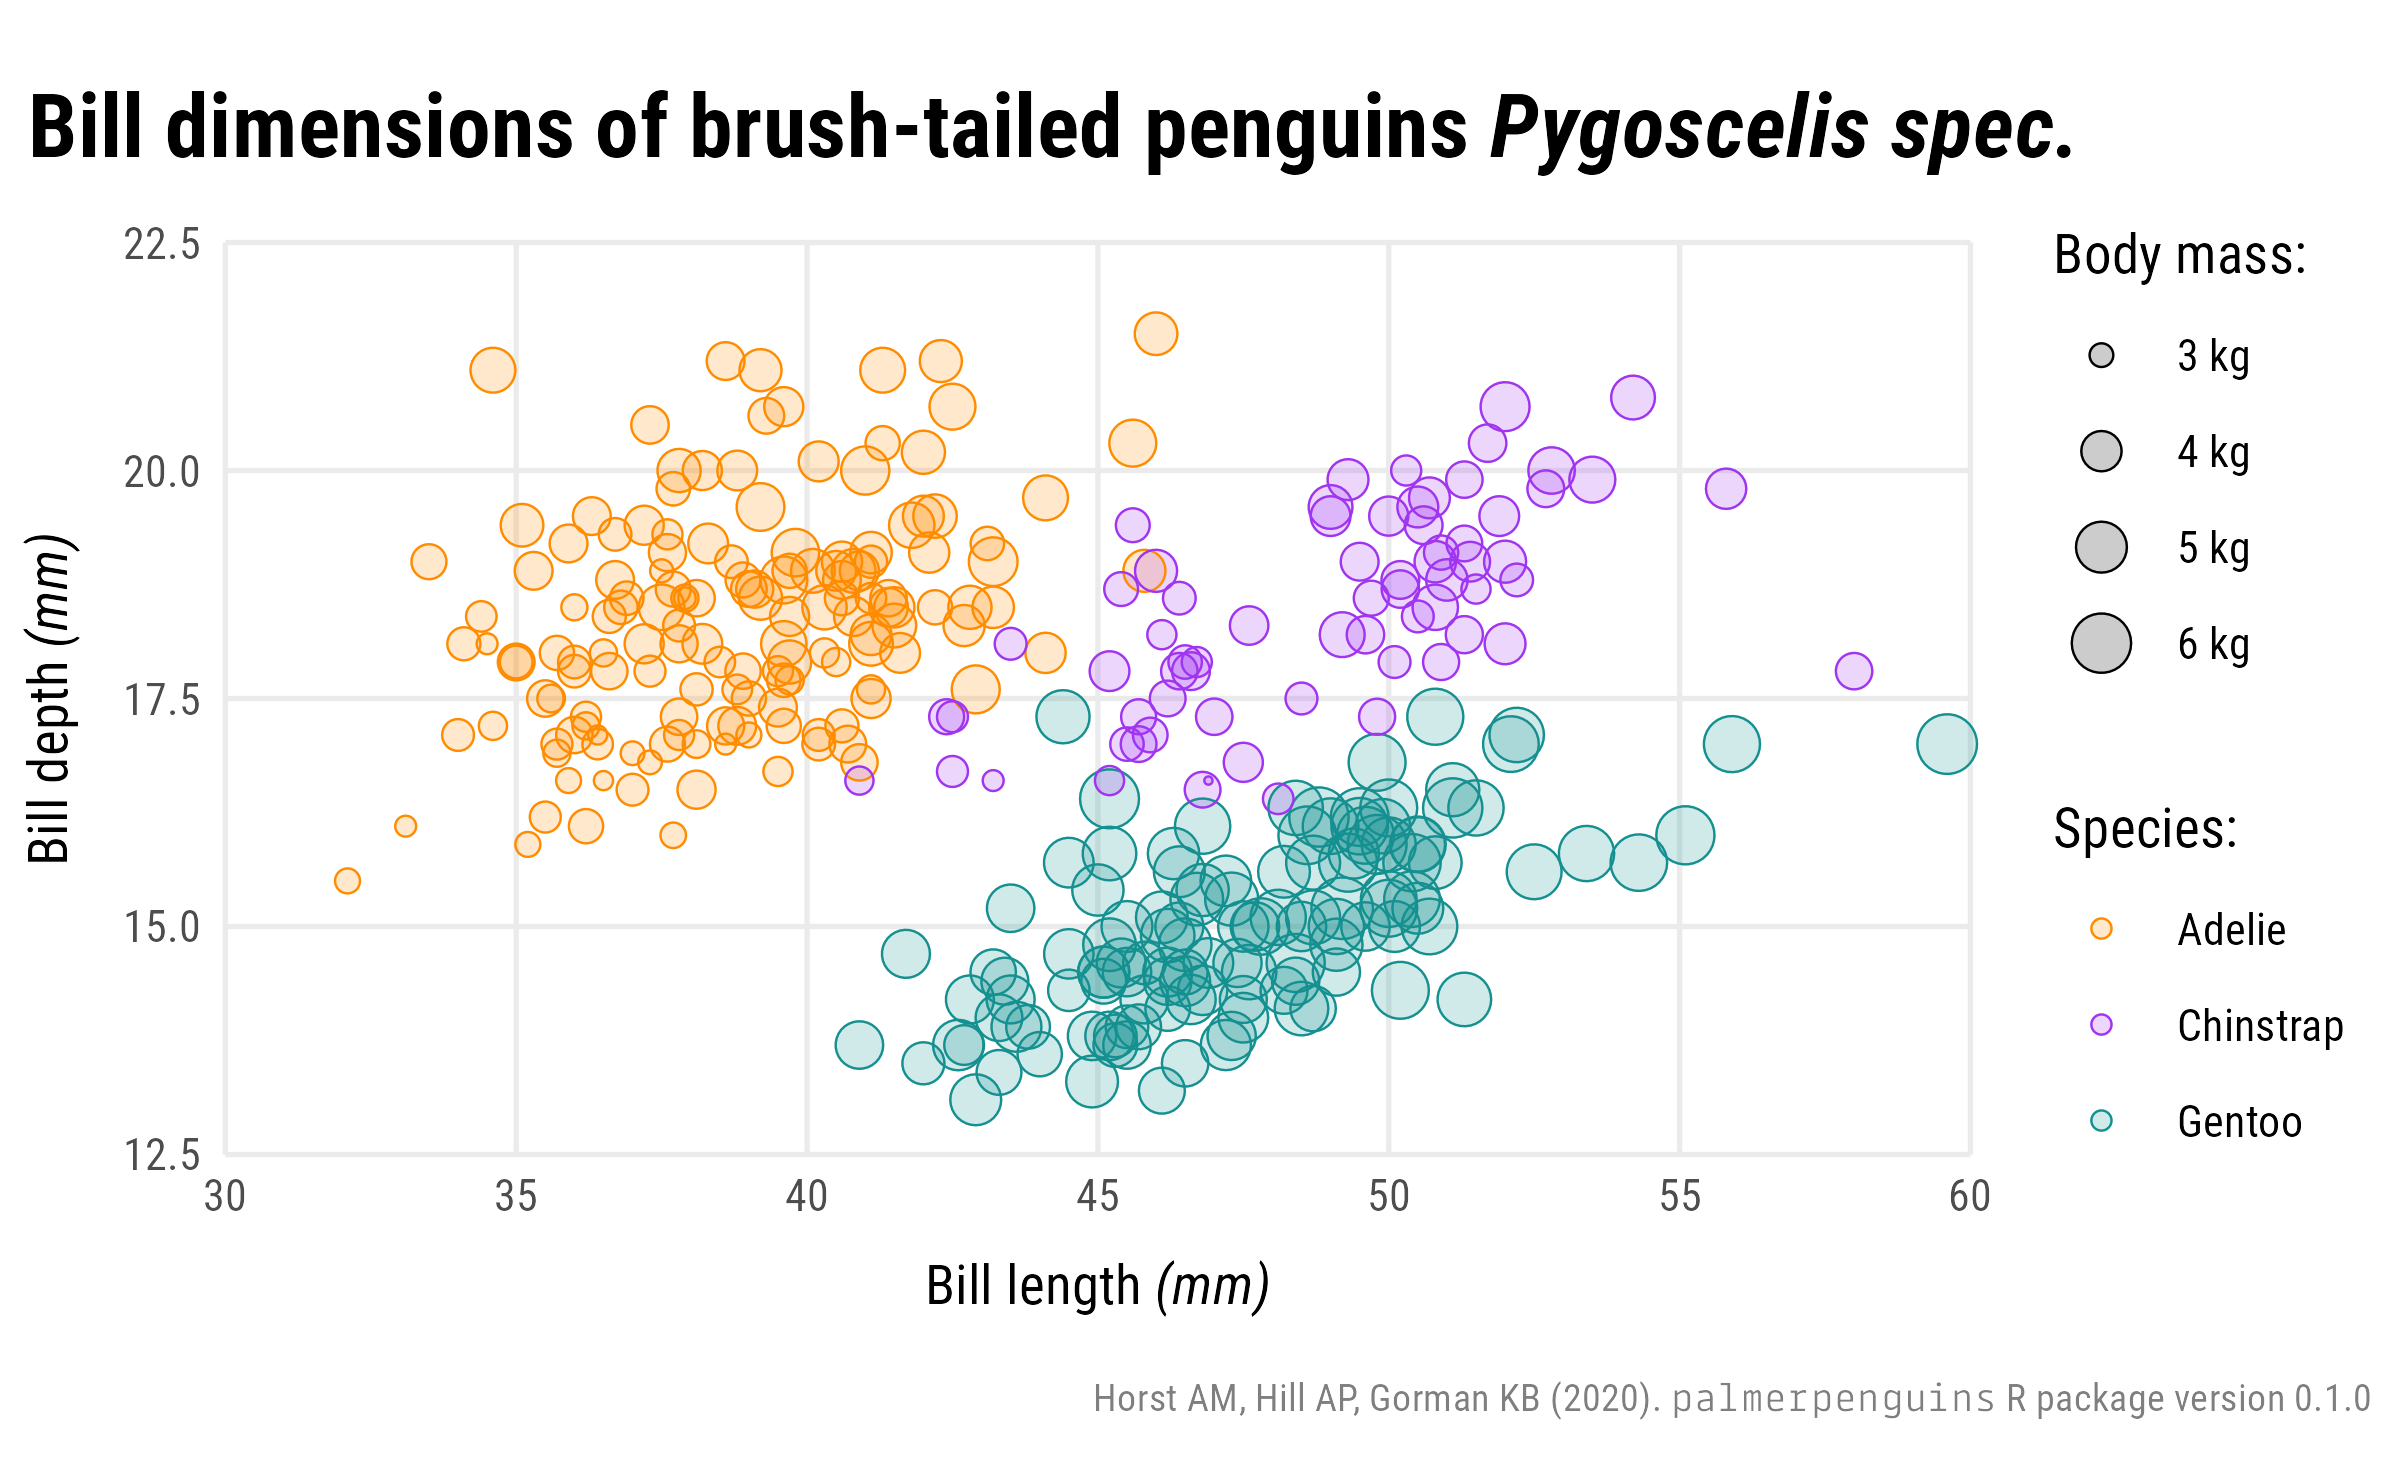 Bill dimensions of brush-tailed penguins Pygoscelis spec.
Bill depth (mm)
22.5
20.0
17.5
15.0
12.5
30 35 40 45 50 55 60
Bill length (mm)
Body mass:
3 kg
4 kg
5 kg
6 kg
Species:
Adelie
Chinstrap
Gentoo
Horst AM, Hill AP, Gorman KB (2020). palmerpenguins R package version 0.1.0